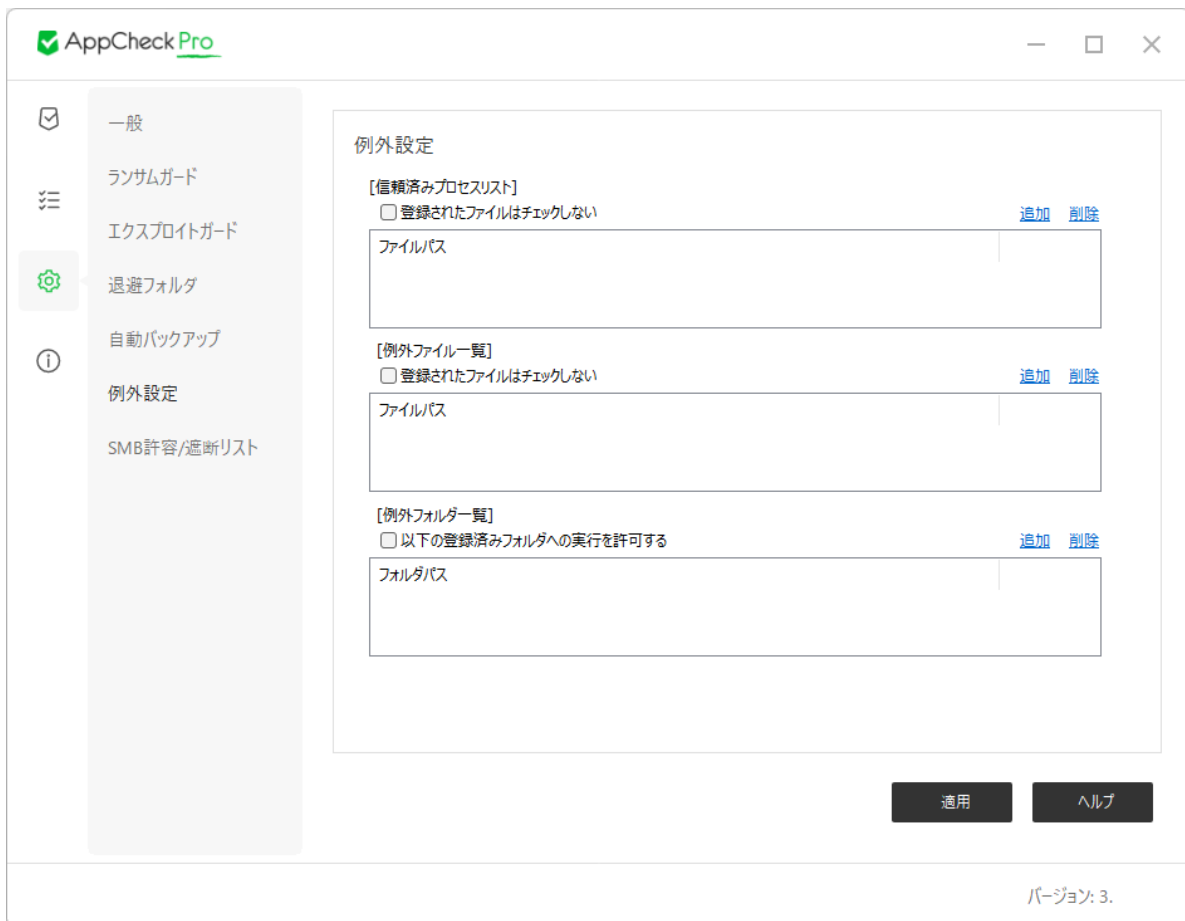 AppCheck Pro
一般
ランサムガード
エクスプロイトガード
退避フォルダ
自動バックアップ
例外設定
SMB許容/遮断リスト
例外設定
[信頼済みプロセスリスト]
登録されたファイルはチェックしない 追加 削除
ファイルパス
[例外ファイル一覧]
登録されたファイルはチェックしない 追加 削除
ファイルパス
[例外フォルダ一覧]
以下の登録済みフォルダへの実行を許可する 追加 削除
フォルダパス
適用 ヘルプ
バージョン: 3.